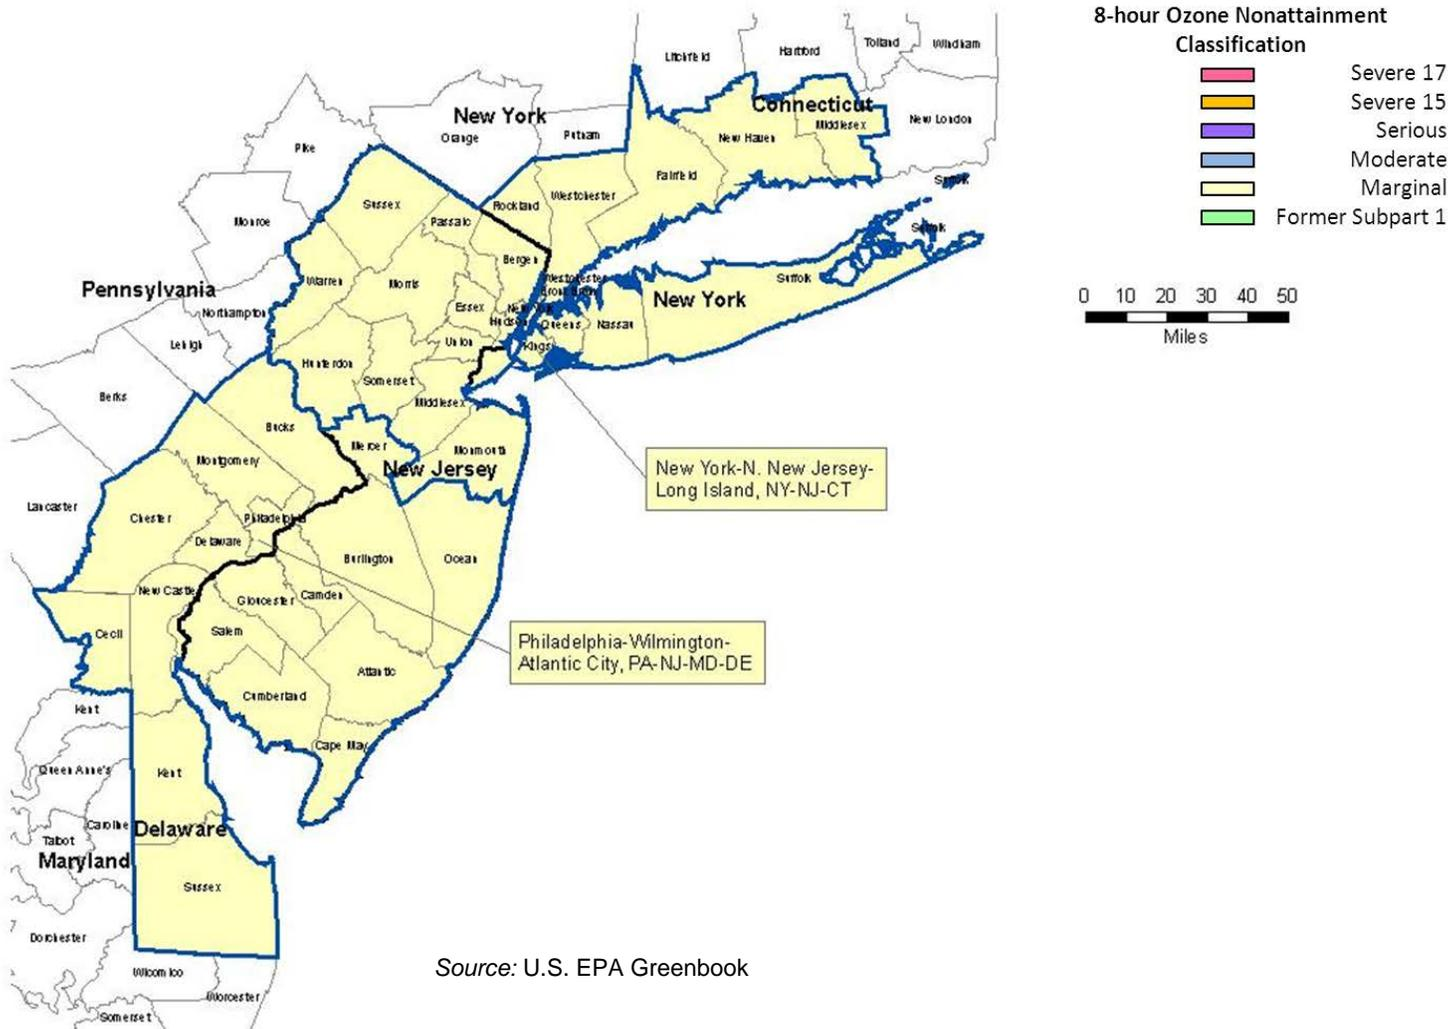 8-hour Ozone Nonattainment
Classification
Severe 17
Severe 15
Serious
Moderate
Marginal
Former Subpart 1
0 10 20 30 40 50
Miles
Litchfield
Hartford
Tolland
Windham
New York
Orange
Putnam
Connecticut
Middlesex
New London
New Haven
Pike
Fairfield
Suffolk
Westchester
Sussex
Rockland
Passaic
Monroe
Suffolk
Bergen
Warren
Morris
Westchester
Suffolk
Pennsylvania
New York
Essex
Northampton
Hudson
Queens
Nassau
Union
Kings
Lehigh
Hunterdon
Somerset
Berks
Middlesex
Bucks
Mercer
Monmouth
Montgomery
New Jersey
New York-N. New Jersey-
Long Island, NY-NJ-CT
Lancaster
Chester
Philadelphia
Delaware
Burlington
Ocean
New Castle
Gloucester
Camden
Cecil
Salem
Philadelphia-Wilmington-
Atlantic City, PA-NJ-MD-DE
Atlantic
Cumberland
Kent
Cape May
Queen Anne's
Kent
Caroline
Delaware
Talbot
Maryland
Sussex
Dorchester
Source: U.S. EPA Greenbook
Wicomico
Worcester
Somerset